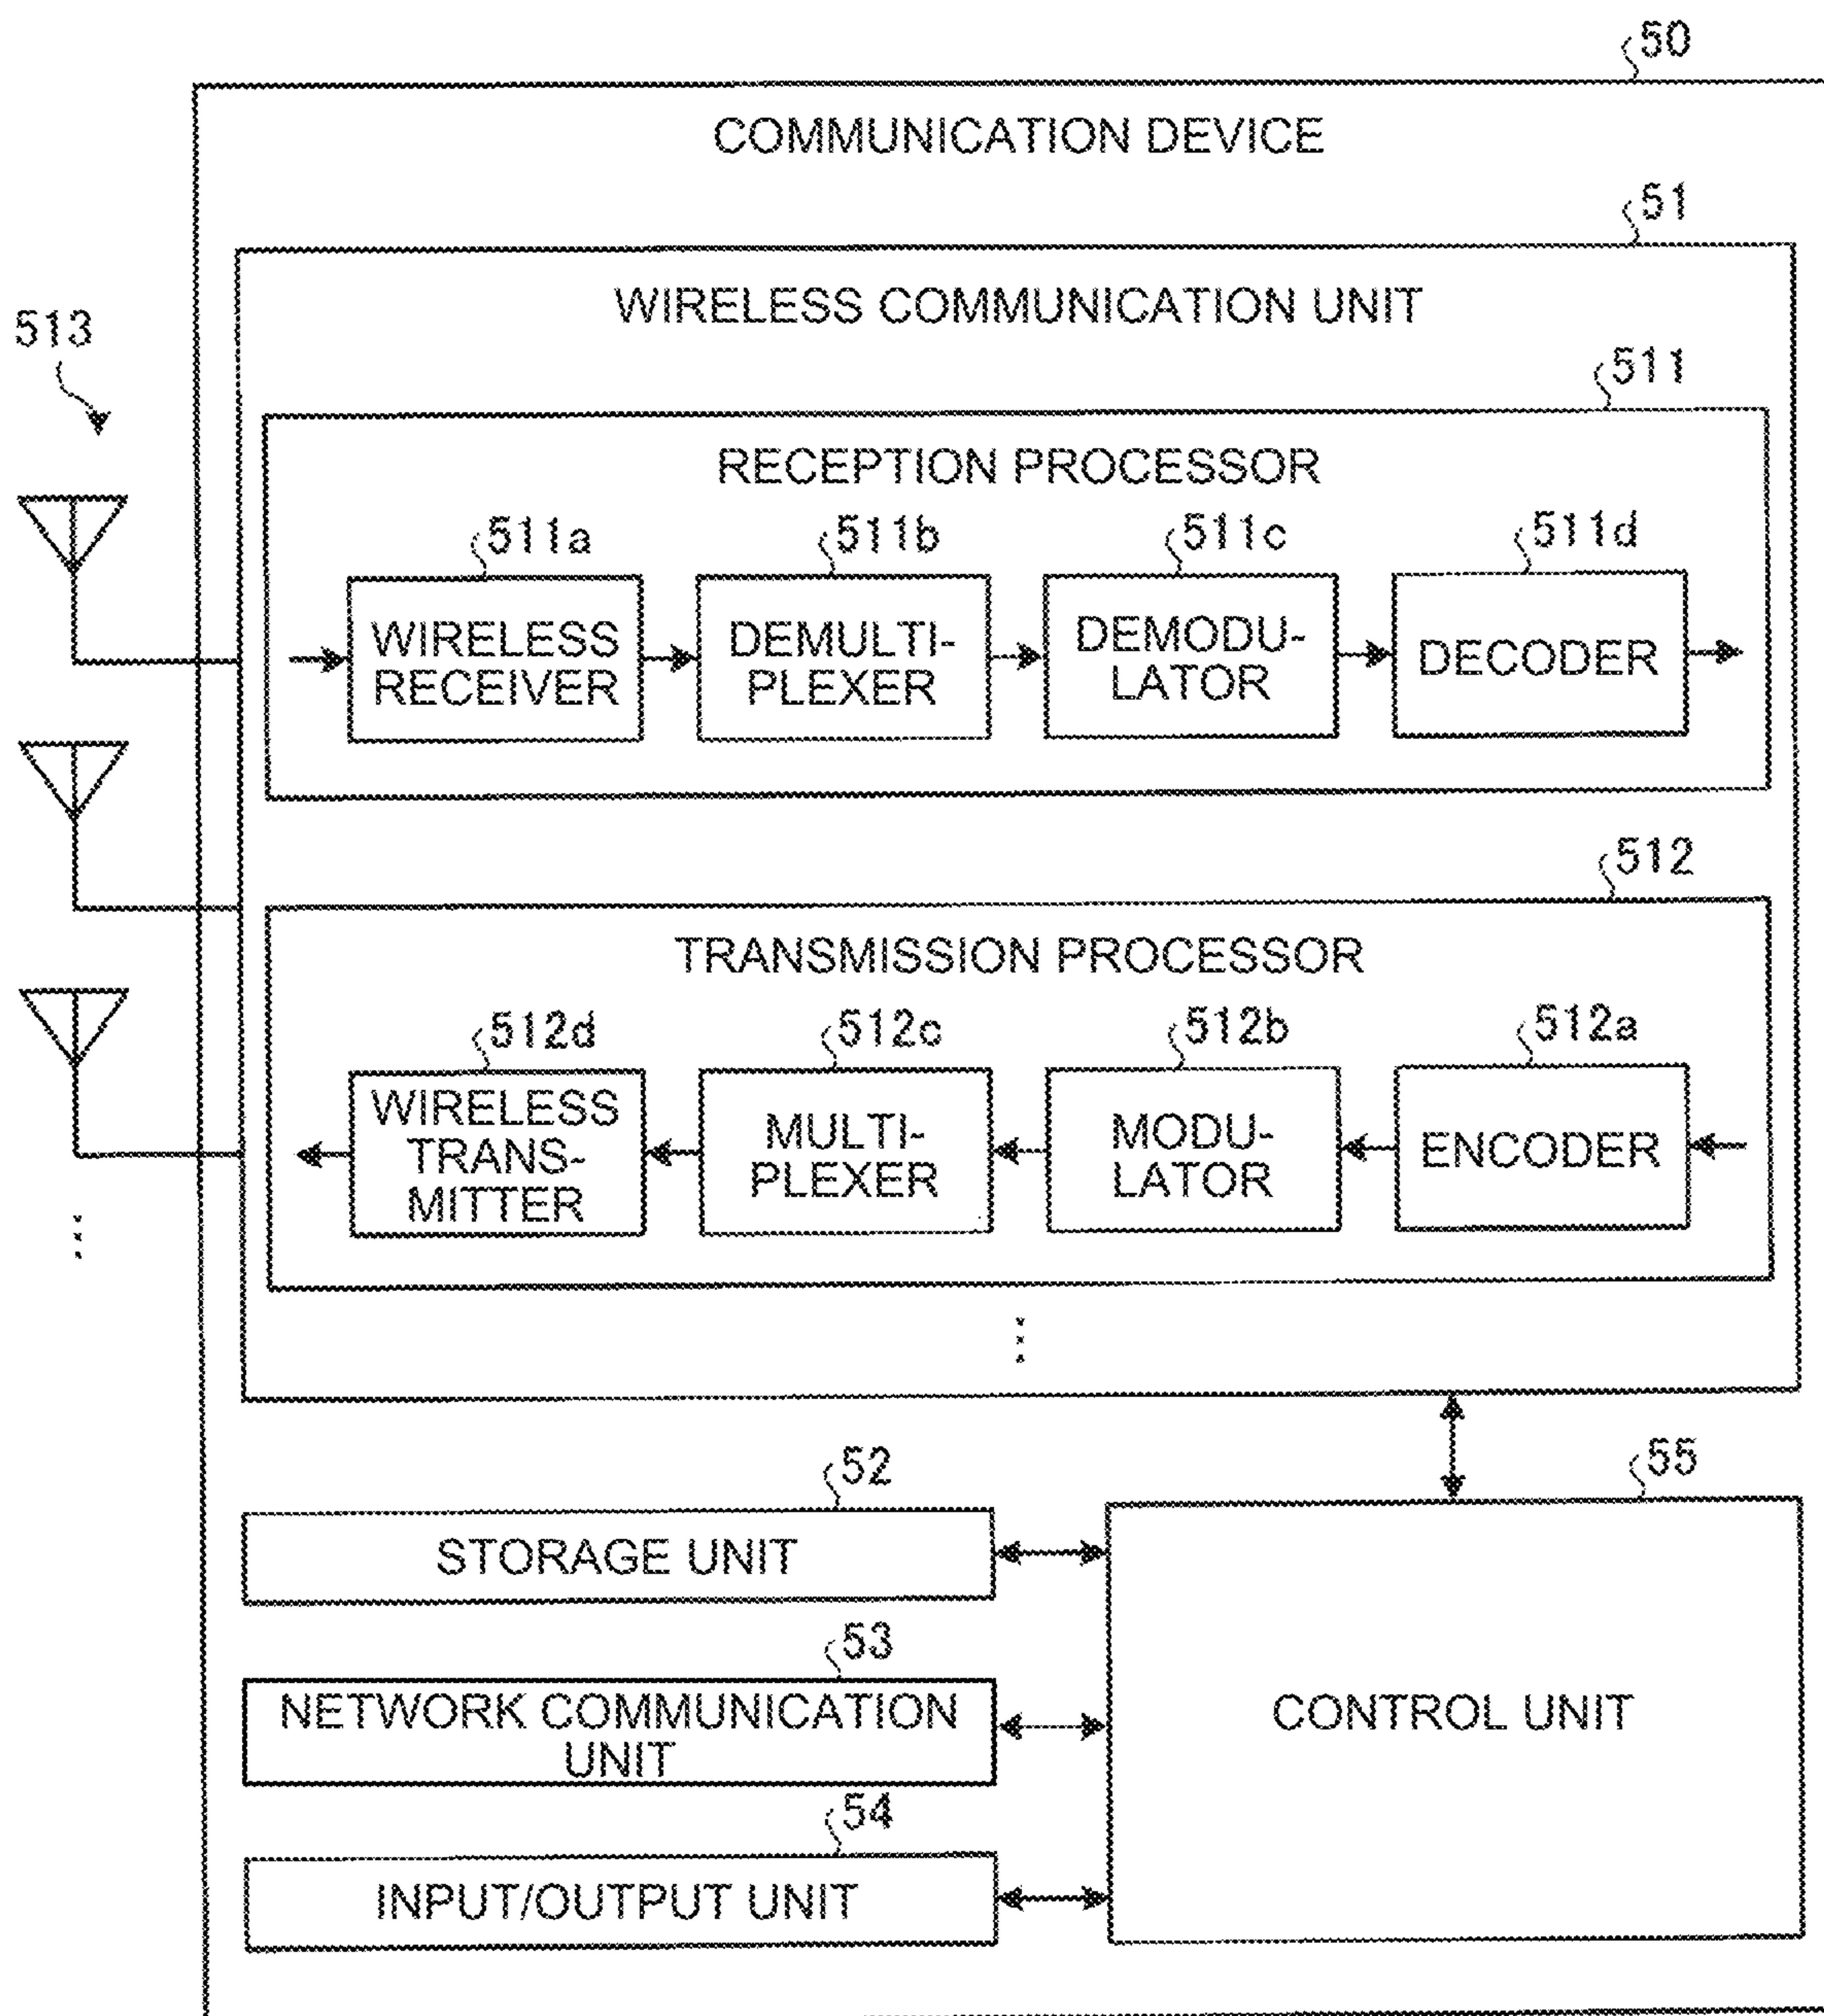 50
COMMUNICATION DEVICE
51
WIRELESS COMMUNICATION UNIT
513
511
RECEPTION PROCESSOR
511a
511b
511c
511d
WIRELESS
RECEIVER
DEMULTI-
PLEXER
DEMODU-
LATOR
DECODER
512
TRANSMISSION PROCESSOR
512d
512c
512b
512a
WIRELESS
TRANS-
MITTER
MULTI-
PLEXER
MODU-
LATOR
ENCODER
52
55
STORAGE UNIT
53
NETWORK COMMUNICATION
UNIT
CONTROL UNIT
54
INPUT/OUTPUT UNIT